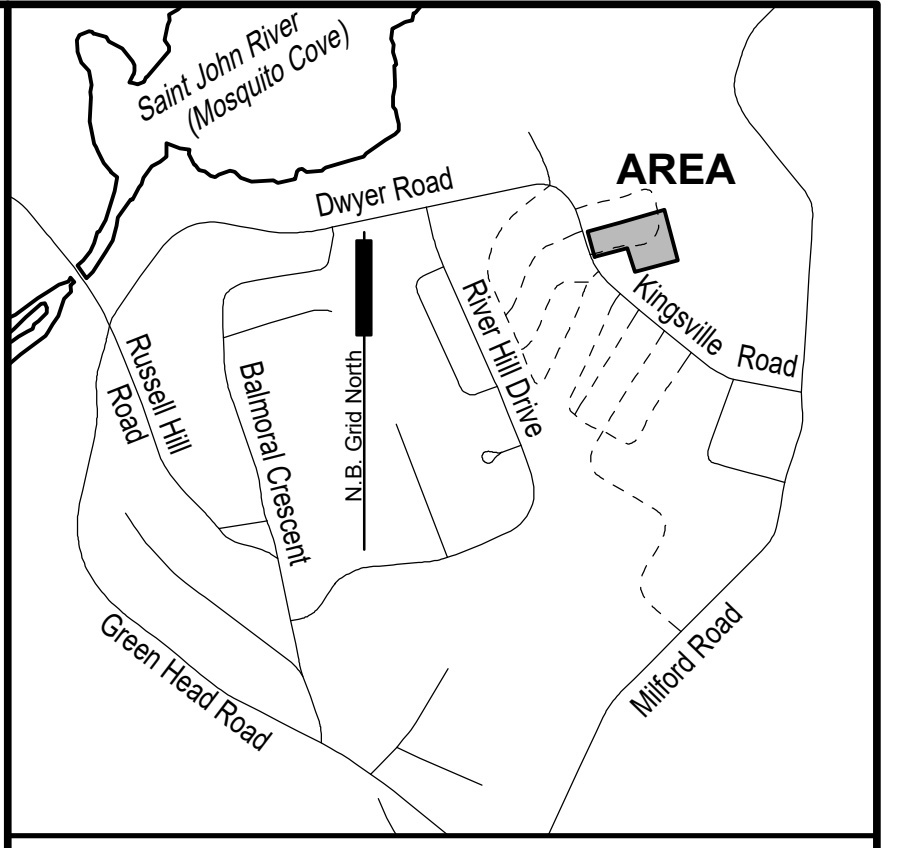 Saint John River
(Mosquito Cove)
AREA
Dwyer Road
Kingsville Road
River Hill Drive
Russell Hill
Road
Balmoral Crescent
N.B. Grid North
Green Head Road
Milford Road